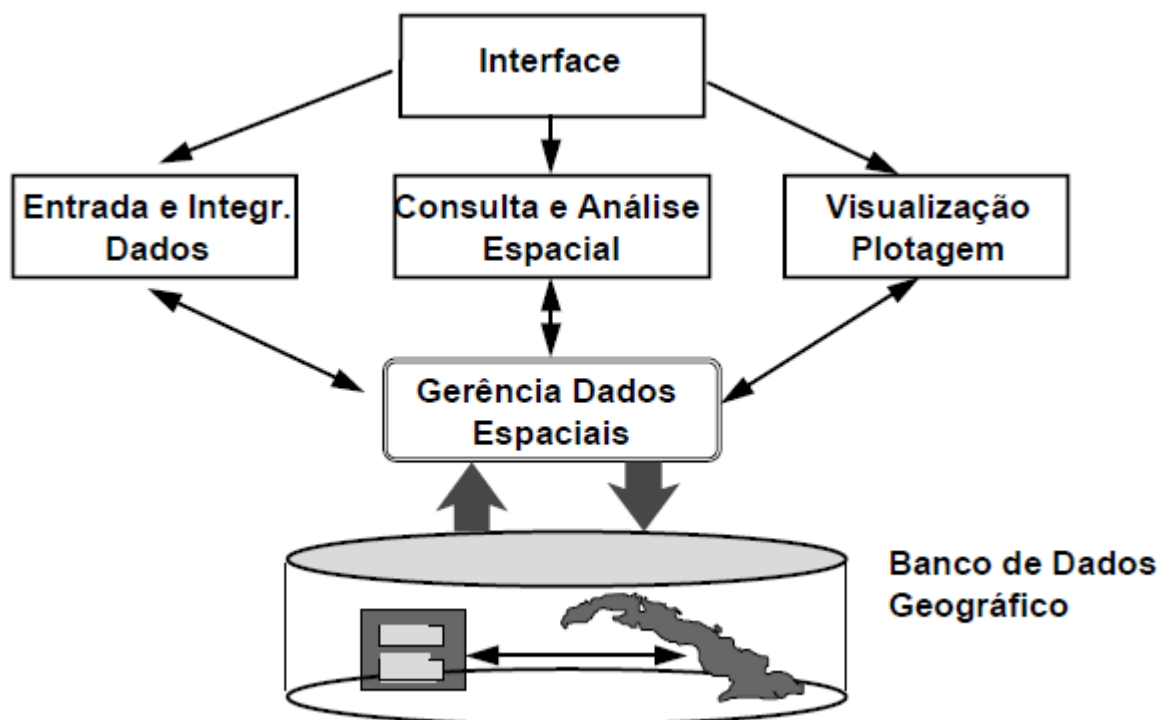 Interface
Entrada e Integr.
Dados
Consulta e Análise
Espacial
Visualização
Plotagem
Gerência Dados
Espaciais
Banco de Dados
Geográfico